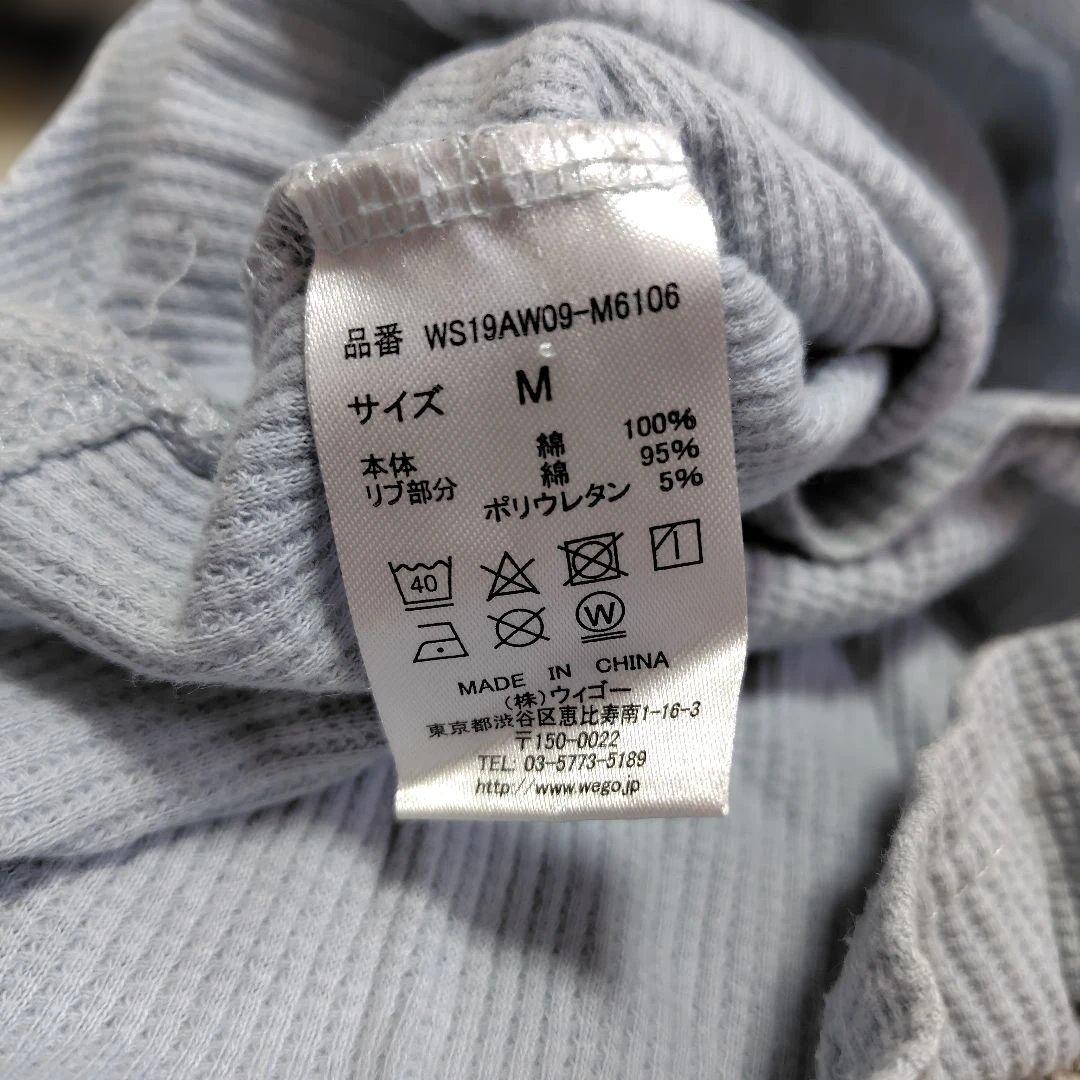 品番 WS19AW09-M6106
サイズ M
本体 綿 100%
リブ部分 綿 95%
ポリウレタン 5%
40
W
MADE IN CHINA
(株)ウィゴー
東京都渋谷区恵比寿南1-16-3
〒150-0022
TEL: 03-5773-5189
http://www.wego.jp